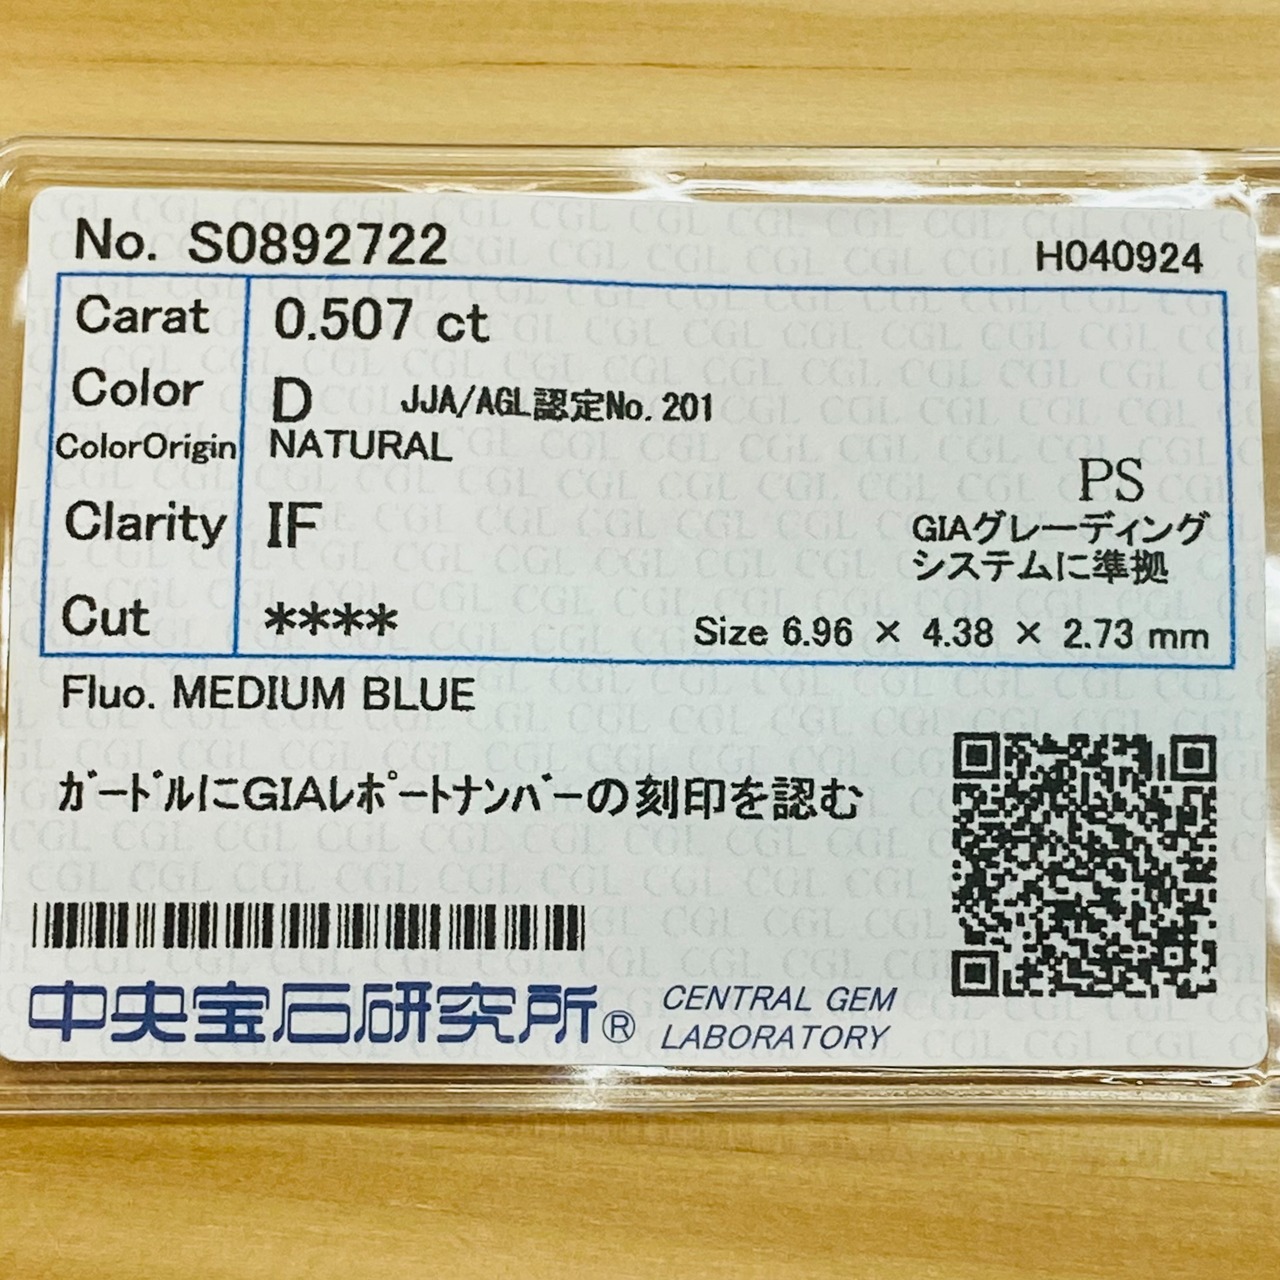 No. S0892722 H040924
Carat 0.507 ct
Color D JJA/AGL認定No.201
ColorOrigin NATURAL
PS
Clarity IF GIAグレーディング
システムに準拠
Cut ****
Size 6.96 × 4.38 × 2.73 mm
Fluo. MEDIUM BLUE
ｶﾞｰﾄﾞﾙにGIAﾚﾎﾟｰﾄﾅﾝﾊﾞｰの刻印を認む
中央宝石研究所® CENTRAL GEM
LABORATORY